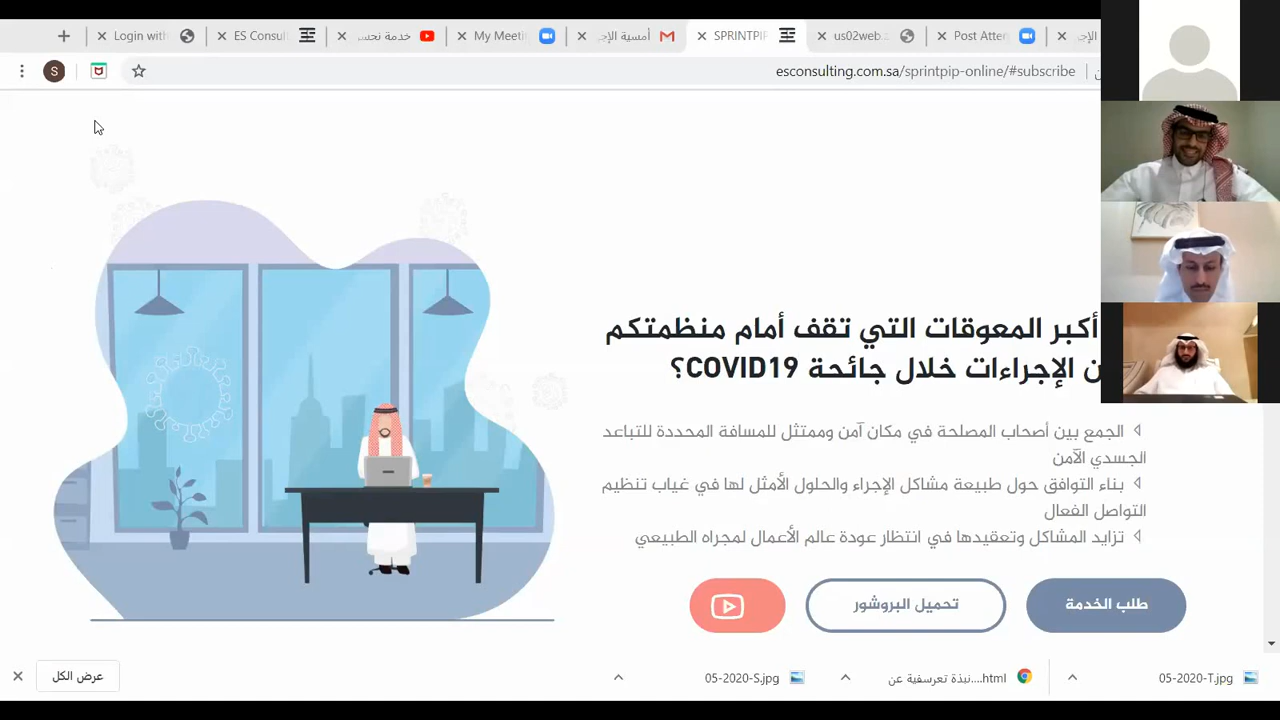 Login with
ES Consul
خدمة نحسـ
My Meeti
أمسية الإجر
SPRINTPIP
us02web.z
Post Atten
esconsulting.com.sa/sprintpip-online/#subscribe
S
أكبر المعوقات التي تقف أمام منظمتكم
الإجراءات خلال جائحة COVID19؟
الجمع بين أصحاب المصلحة في مكان آمن وممتثل للمسافة المحددة للتباعد
الجسدي الآمن
بناء التوافق حول طبيعة مشاكل الإجراء والحلول الأمثل لها في غياب تنظيم
التواصل الفعال
تزايد المشاكل وتعقيدها في انتظار عودة عالم الأعمال لمجراه الطبيعي
طلب الخدمة
تحميل البروشور
05-2020-T.jpg
نبذة تعرسفية عن....html
05-2020-S.jpg
عرض الكل